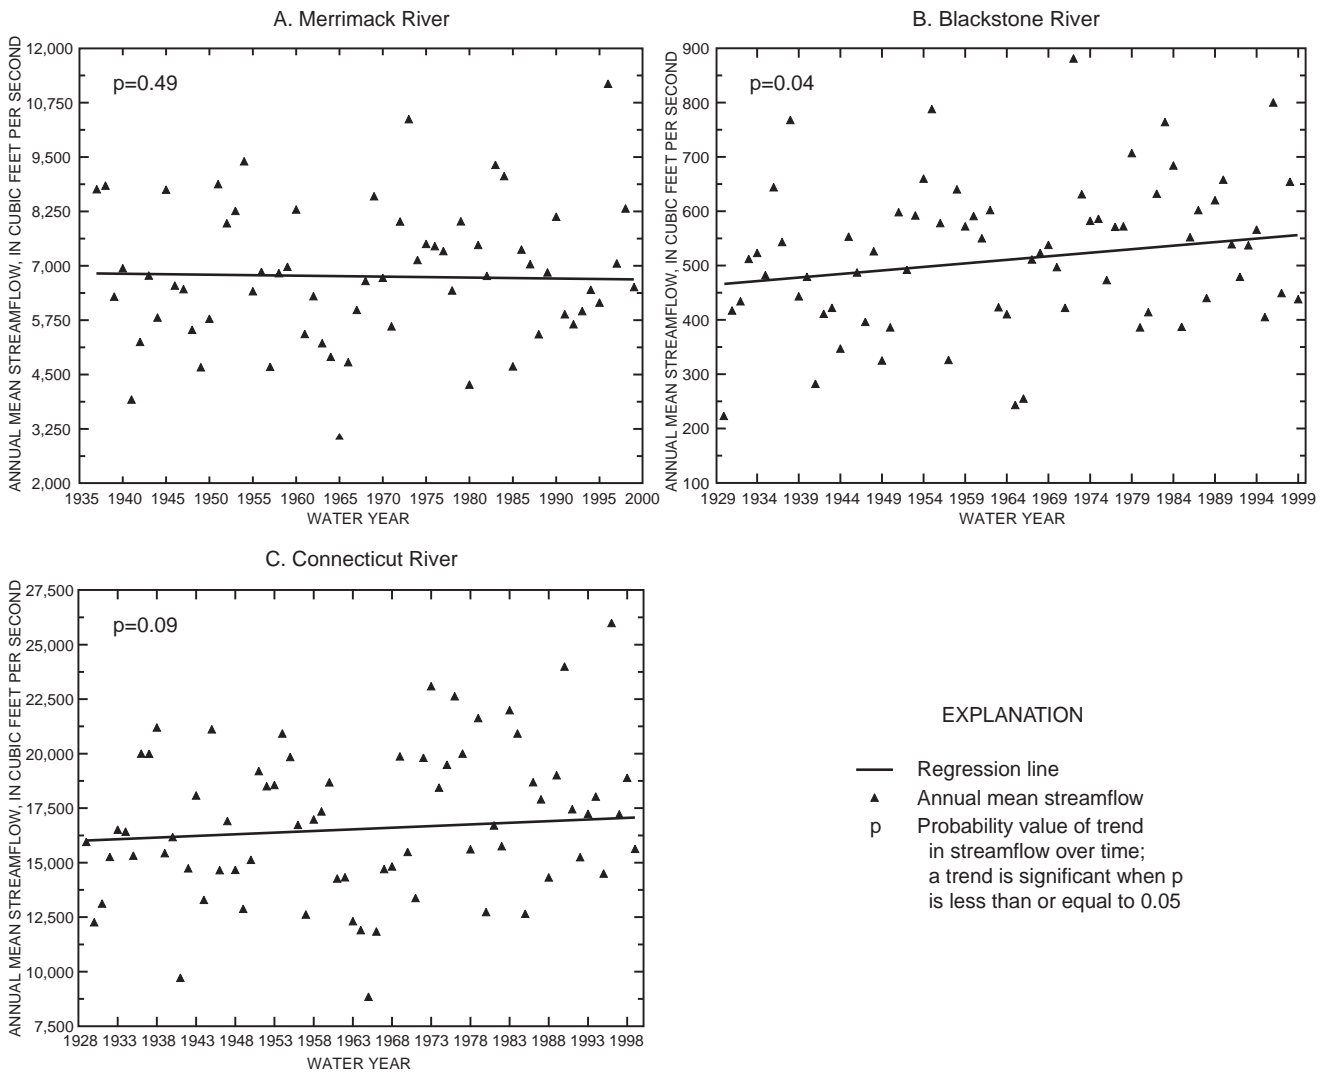 A. Merrimack River
ANNUAL MEAN STREAMFLOW, IN CUBIC FEET PER SECOND
12,000
10,750
9,500
8,250
7,000
5,750
4,500
3,250
2,000
p=0.49
1935 1940 1945 1950 1955 1960 1965 1970 1975 1980 1985 1990 1995 2000
WATER YEAR
B. Blackstone River
ANNUAL MEAN STREAMFLOW, IN CUBIC FEET PER SECOND
900
800
700
600
500
400
300
200
100
p=0.04
1929 1934 1939 1944 1949 1954 1959 1964 1969 1974 1979 1984 1989 1994 1999
WATER YEAR
C. Connecticut River
ANNUAL MEAN STREAMFLOW, IN CUBIC FEET PER SECOND
27,500
25,000
22,500
20,000
17,500
15,000
12,500
10,000
7,500
p=0.09
1928 1933 1938 1943 1948 1953 1958 1963 1968 1973 1978 1983 1988 1993 1998
WATER YEAR
EXPLANATION
Regression line
Annual mean streamflow
p Probability value of trend
in streamflow over time;
a trend is significant when p
is less than or equal to 0.05